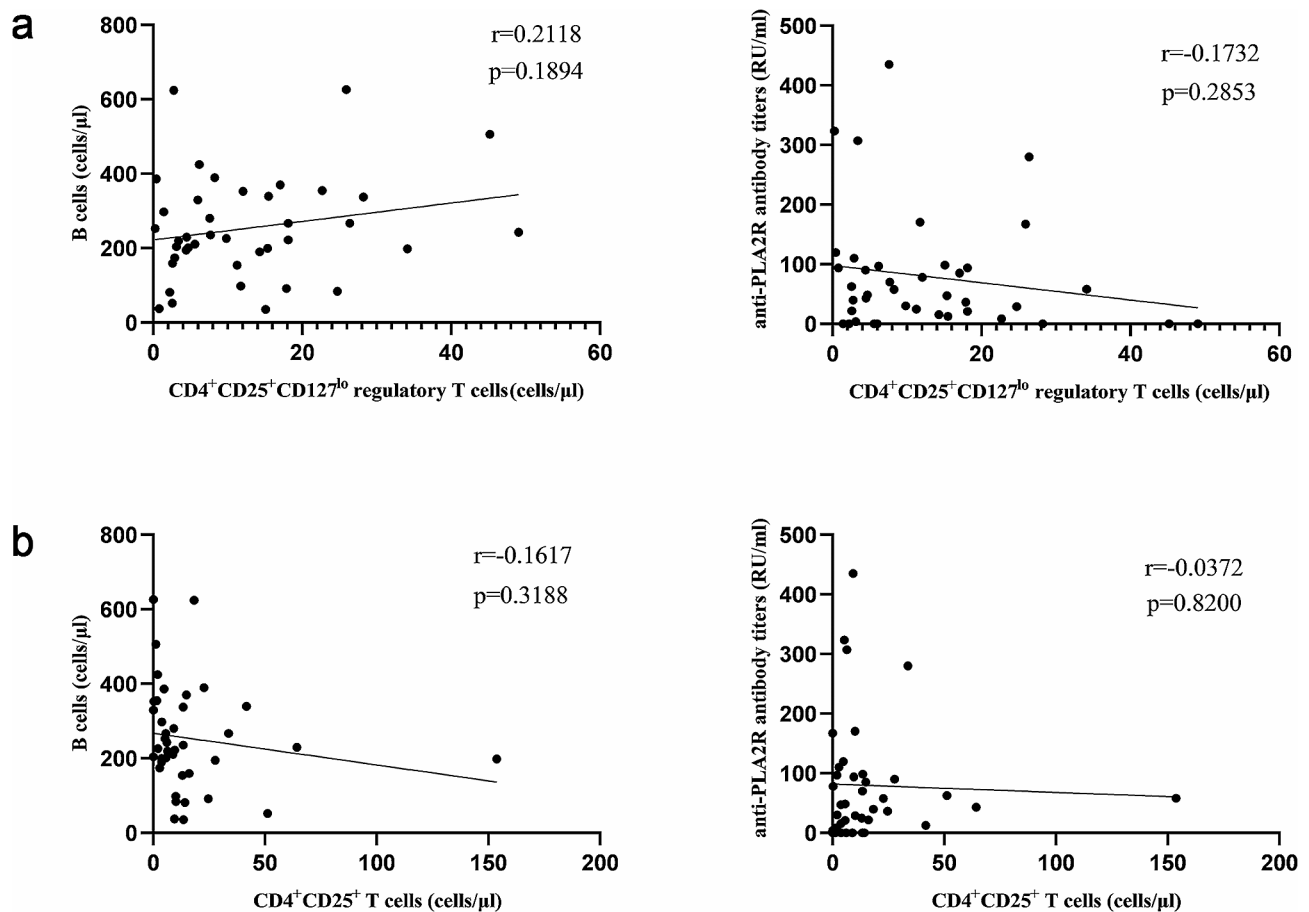 a
800
600
400
200
0
B cells (cells/μl)
r=0.2118
p=0.1894
0 20 40 60
CD4⁺CD25⁺CD127ˡᵒ regulatory T cells(cells/μl)
500
400
300
200
100
0
anti-PLA2R antibody titers (RU/ml)
r=-0.1732
p=0.2853
0 20 40 60
CD4⁺CD25⁺CD127ˡᵒ regulatory T cells (cells/μl)
b
800
600
400
200
0
B cells (cells/μl)
r=-0.1617
p=0.3188
0 50 100 150 200
CD4⁺CD25⁺ T cells (cells/μl)
500
400
300
200
100
0
anti-PLA2R antibody titers (RU/ml)
r=-0.0372
p=0.8200
0 50 100 150 200
CD4⁺CD25⁺ T cells (cells/μl)